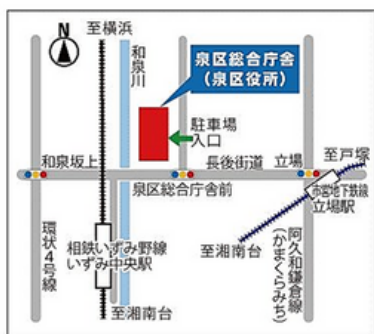 至横浜
N
和泉川
泉区総合庁舎
(泉区役所)
駐車場
入口
至戸塚
和泉坂上
長後街道
立場
泉区総合庁舎前
市営地下鉄線
立場駅
環状4号線
相鉄いずみ野線
いずみ中央駅
至湘南台
阿久和鎌倉線
(かまくらみち)
至湘南台